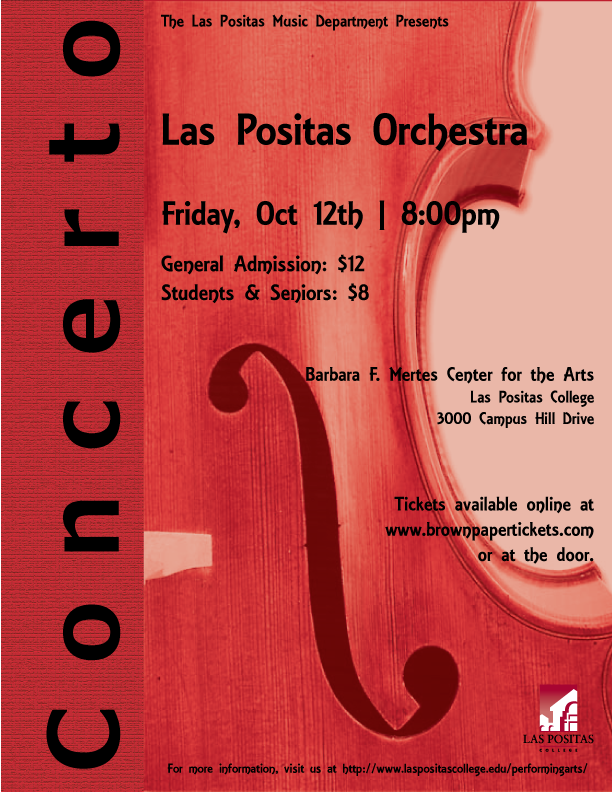 Concerto
The Las Positas Music Department Presents
Las Positas Orchestra
Friday, Oct 12th | 8:00pm
General Admission: $12
Students & Seniors: $8
Barbara F. Mertes Center for the Arts
Las Positas College
3000 Campus Hill Drive
Tickets available online at
www.brownpapertickets.com
or at the door.
LAS POSITAS
COLLEGE
For more information, visit us at http://www.laspositascollege.edu/performingarts/